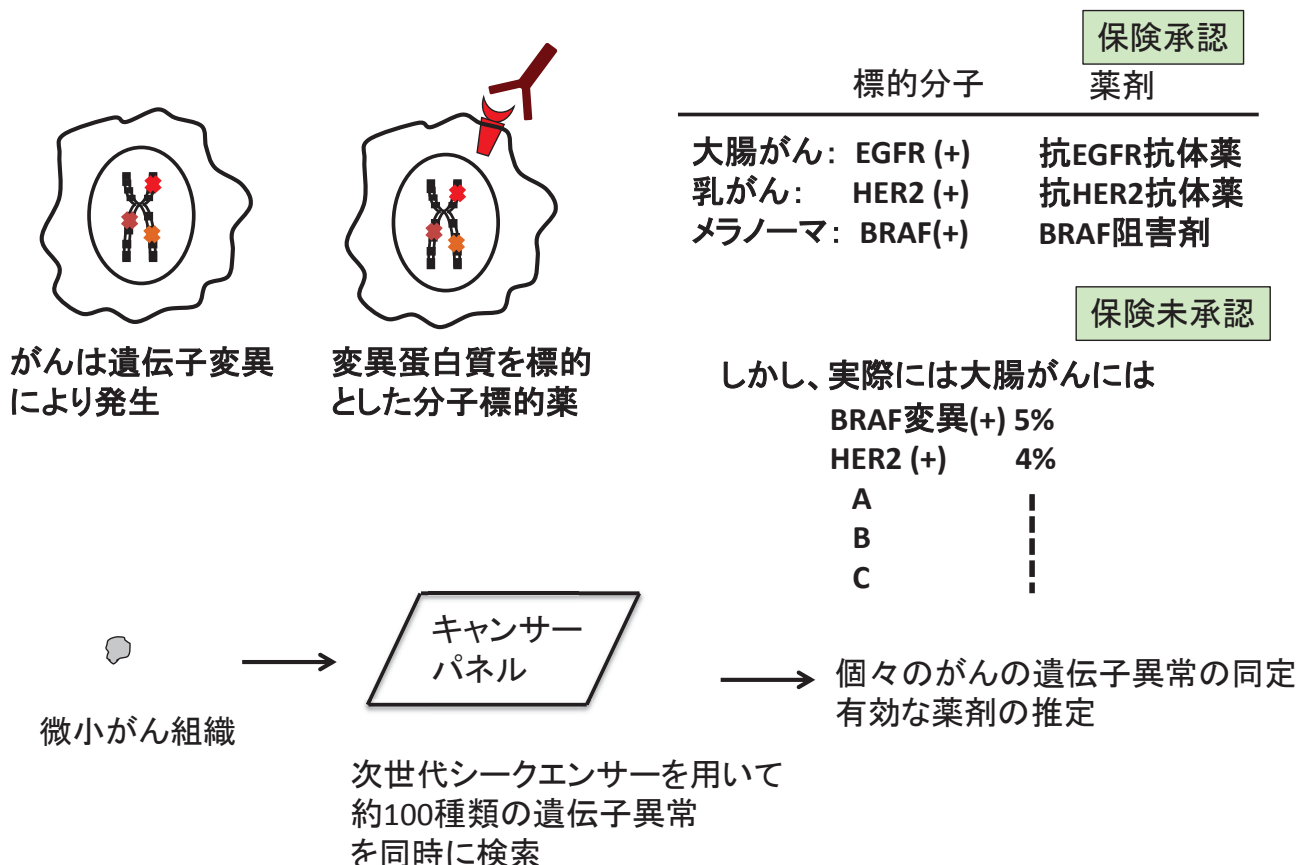 保険承認
標的分子 薬剤
大腸がん： EGFR (+) 抗EGFR抗体薬
乳がん： HER2 (+) 抗HER2抗体薬
メラノーマ： BRAF(+) BRAF阻害剤
がんは遺伝子変異
により発生
変異蛋白質を標的
とした分子標的薬
保険未承認
しかし、実際には大腸がんには
BRAF変異(+) 5%
HER2 (+) 4%
A
B
C
微小がん組織
キャンサー
パネル
次世代シークエンサーを用いて
約100種類の遺伝子異常
を同時に検索
個々のがんの遺伝子異常の同定
有効な薬剤の推定